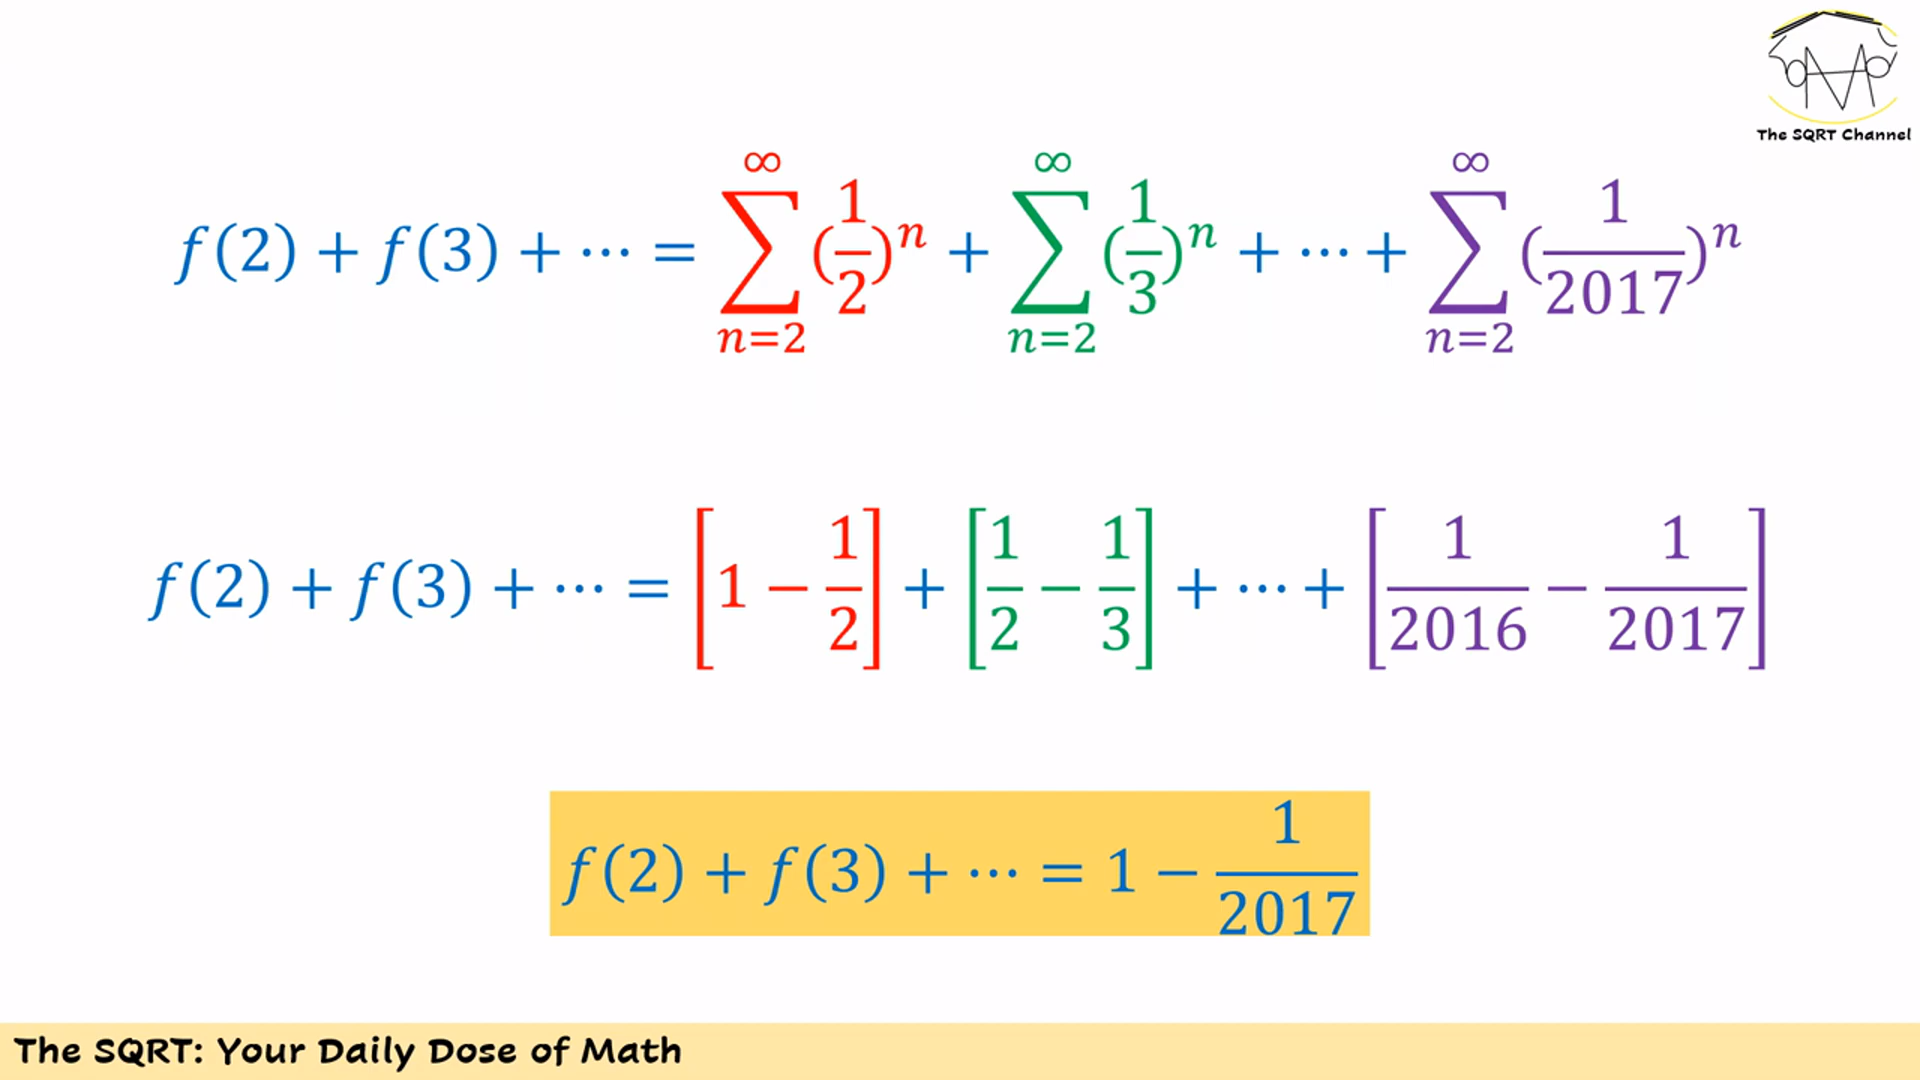 The SQRT Channel
f(2) + f(3) + ⋯ = ∑_{n=2}^{∞} (1/2)^n + ∑_{n=2}^{∞} (1/3)^n + ⋯ + ∑_{n=2}^{∞} (1/2017)^n
f(2) + f(3) + ⋯ = [1 − 1/2] + [1/2 − 1/3] + ⋯ + [1/2016 − 1/2017]
f(2) + f(3) + ⋯ = 1 − 1/2017
The SQRT: Your Daily Dose of Math